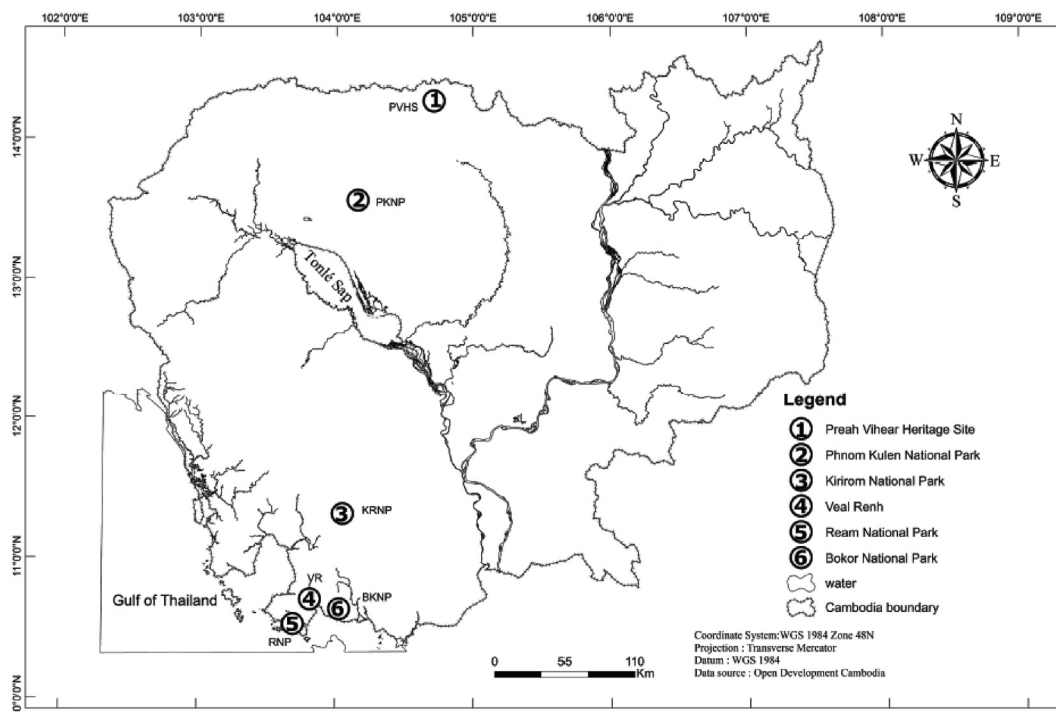 102°0'0"E 103°0'0"E 104°0'0"E 105°0'0"E 106°0'0"E 107°0'0"E 108°0'0"E 109°0'0"E
14°0'0"N
13°0'0"N
12°0'0"N
11°0'0"N
0°0'0"N
N
W E
S
PVHS 1
2 PKNP
Tonlé Sap
3 KRNP
VR
4
6 BKNP
5
RNP
Gulf of Thailand
Legend
1 Preah Vihear Heritage Site
2 Phnom Kulen National Park
3 Kirirom National Park
4 Veal Renh
5 Ream National Park
6 Bokor National Park
water
Cambodia boundary
0 55 110
Km
Coordinate System:WGS 1984 Zone 48N
Projection : Transverse Mercator
Datum : WGS 1984
Data source : Open Development Cambodia